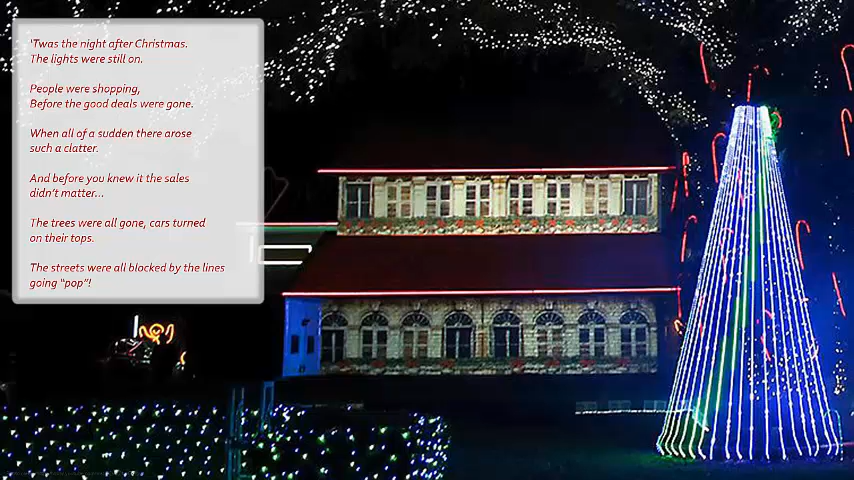 'Twas the night after Christmas.
The lights were still on.
People were shopping,
Before the good deals were gone.
When all of a sudden there arose
such a clatter.
And before you knew it the sales
didn't matter…
The trees were all gone, cars turned
on their tops.
The streets were all blocked by the lines
going "pop"!